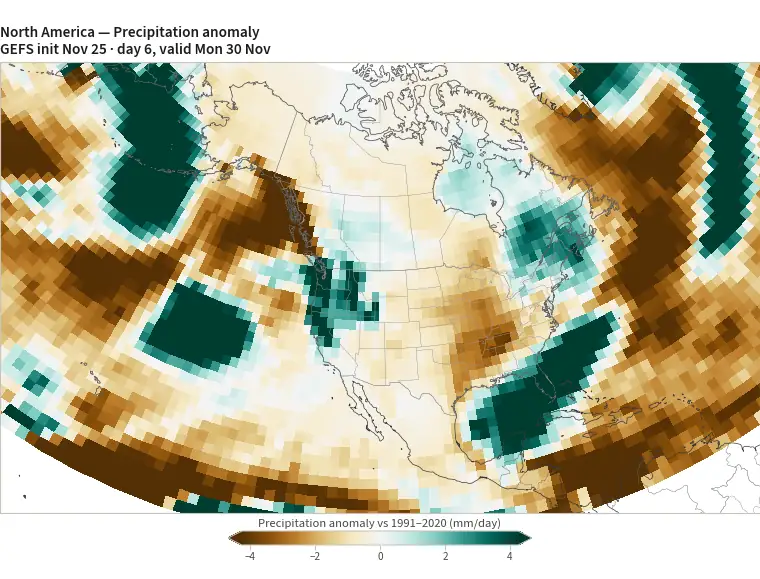 North America — Precipitation anomaly
GEFS init Nov 25 · day 6, valid Mon 30 Nov
Precipitation anomaly vs 1991–2020 (mm/day)
−4 −2 0 2 4